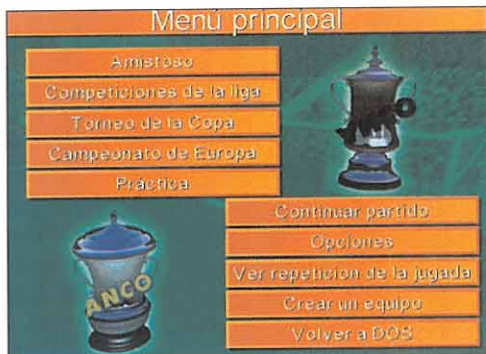 Menú principal
Amistoso
Competiciones de la liga
Torneo de la Copa
Campeonato de Europa
Práctica
Continuar partido
Opciones
Ver repeticion de la jugada
Crear un equipo
Volver a DOS
ANCO